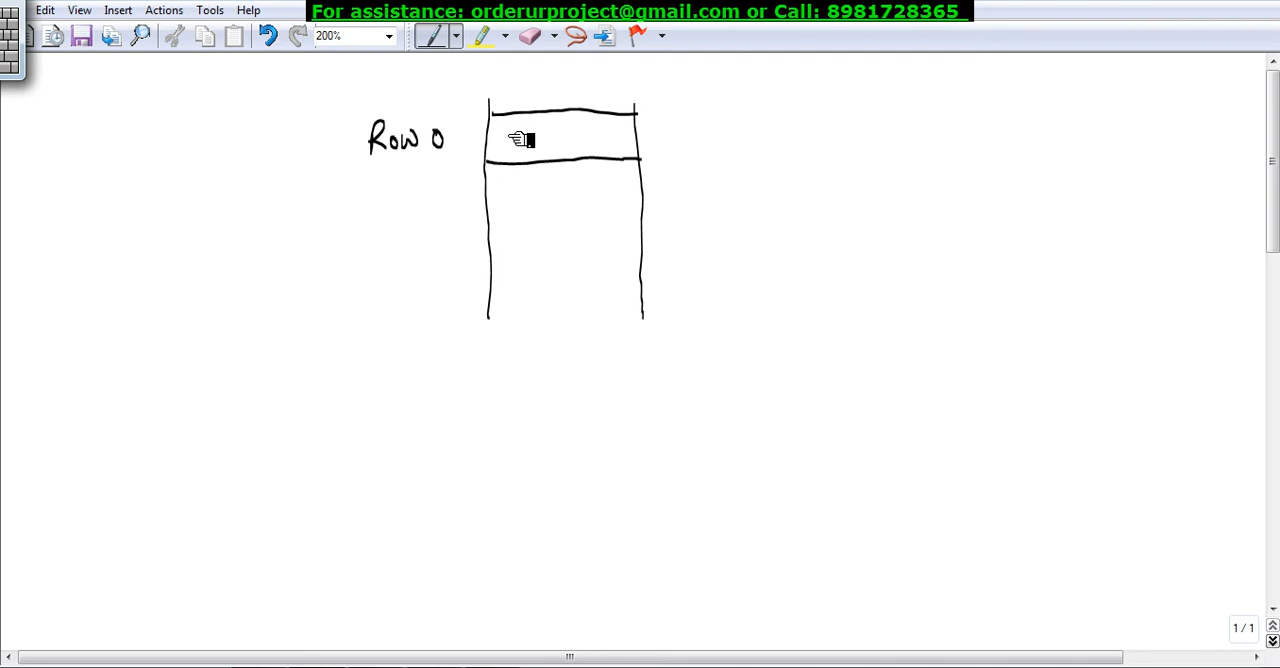 For assistance: orderurproject@gmail.com or Call: 8981728365
Edit View Insert Actions Tools Help
200%
Row 0
1 / 1